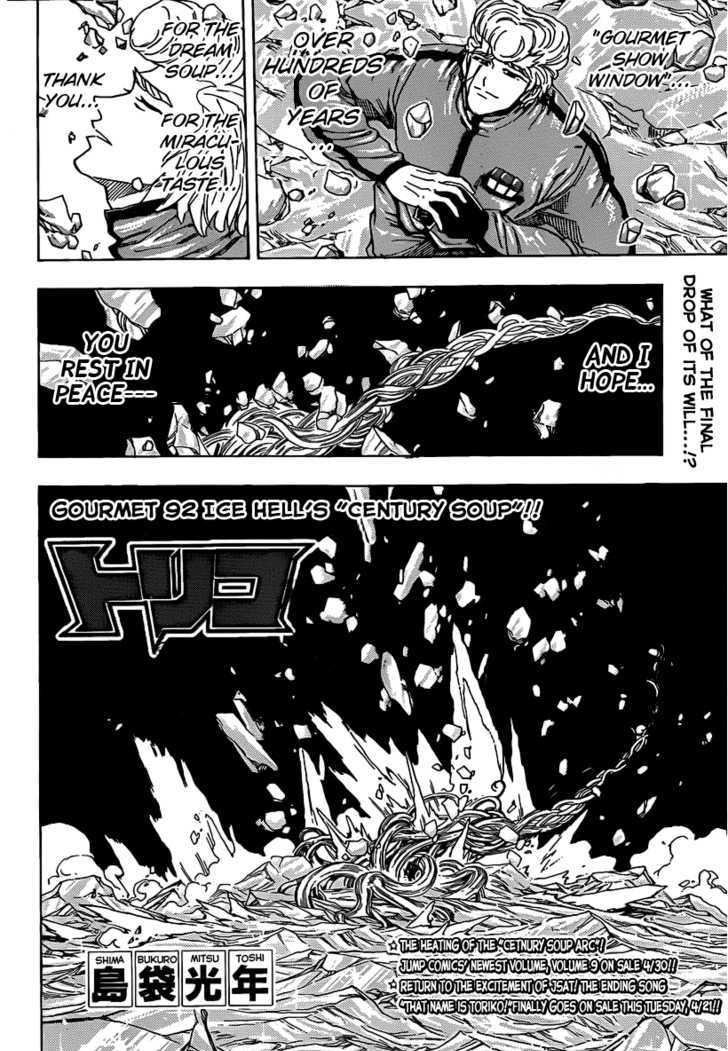 "GOURMET
SHOW
WINDOW"...
OVER
HUNDREDS
OF
YEARS
...
FOR THE
DREAM
SOUP...!!
FOR THE
MIRACU-
LOUS
TASTE...
THANK
YOU...
WHAT OF THE FINAL
DROP OF ITS WILL...!?
AND I
HOPE...
YOU
REST IN
PEACE---
GOURMET 92 ICE HELL'S "CENTURY SOUP"!!
トリコ
SHIMA BUKURO MITSU TOSHI
島袋光年
☆ THE HEATING OF THE "CETNURY SOUP ARC"!
JUMP COMICS' NEWEST VOLUME, VOLUME 9 ON SALE 4/30!!
☆ RETURN TO THE EXCITEMENT OF JSAT! THE ENDING SONG
"THAT NAME IS TORIKO!" FINALLY GOES ON SALE THIS TUESDAY, 4/21!!